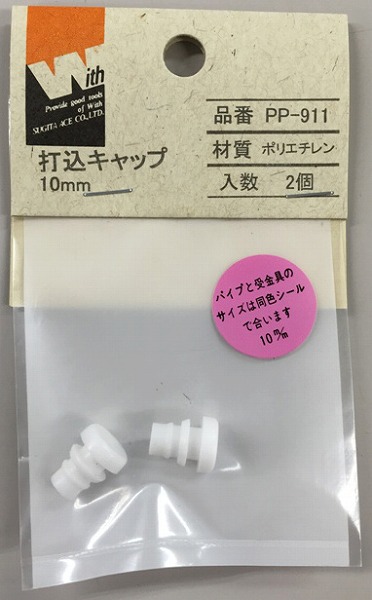 With
Provide good tools
of With
SUGITA ACE CO.,LTD.
打込キャップ
10mm
品番 PP-911
材質 ポリエチレン
入数 2個
パイプと受金具の
サイズは同色シール
で合います
10m/m